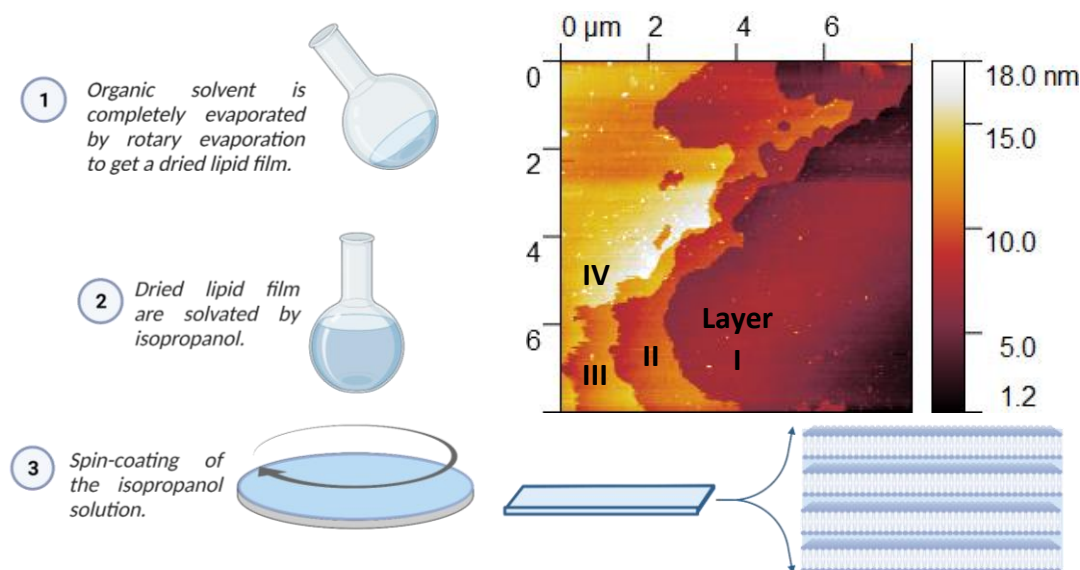 1
Organic solvent is
completely evaporated
by rotary evaporation
to get a dried lipid film.
2
Dried lipid film
are solvated by
isopropanol.
3
Spin-coating of
the isopropanol
solution.
0 µm 2 4 6
0
2
4
6
IV
Layer
I
II
III
18.0 nm
15.0
10.0
5.0
1.2